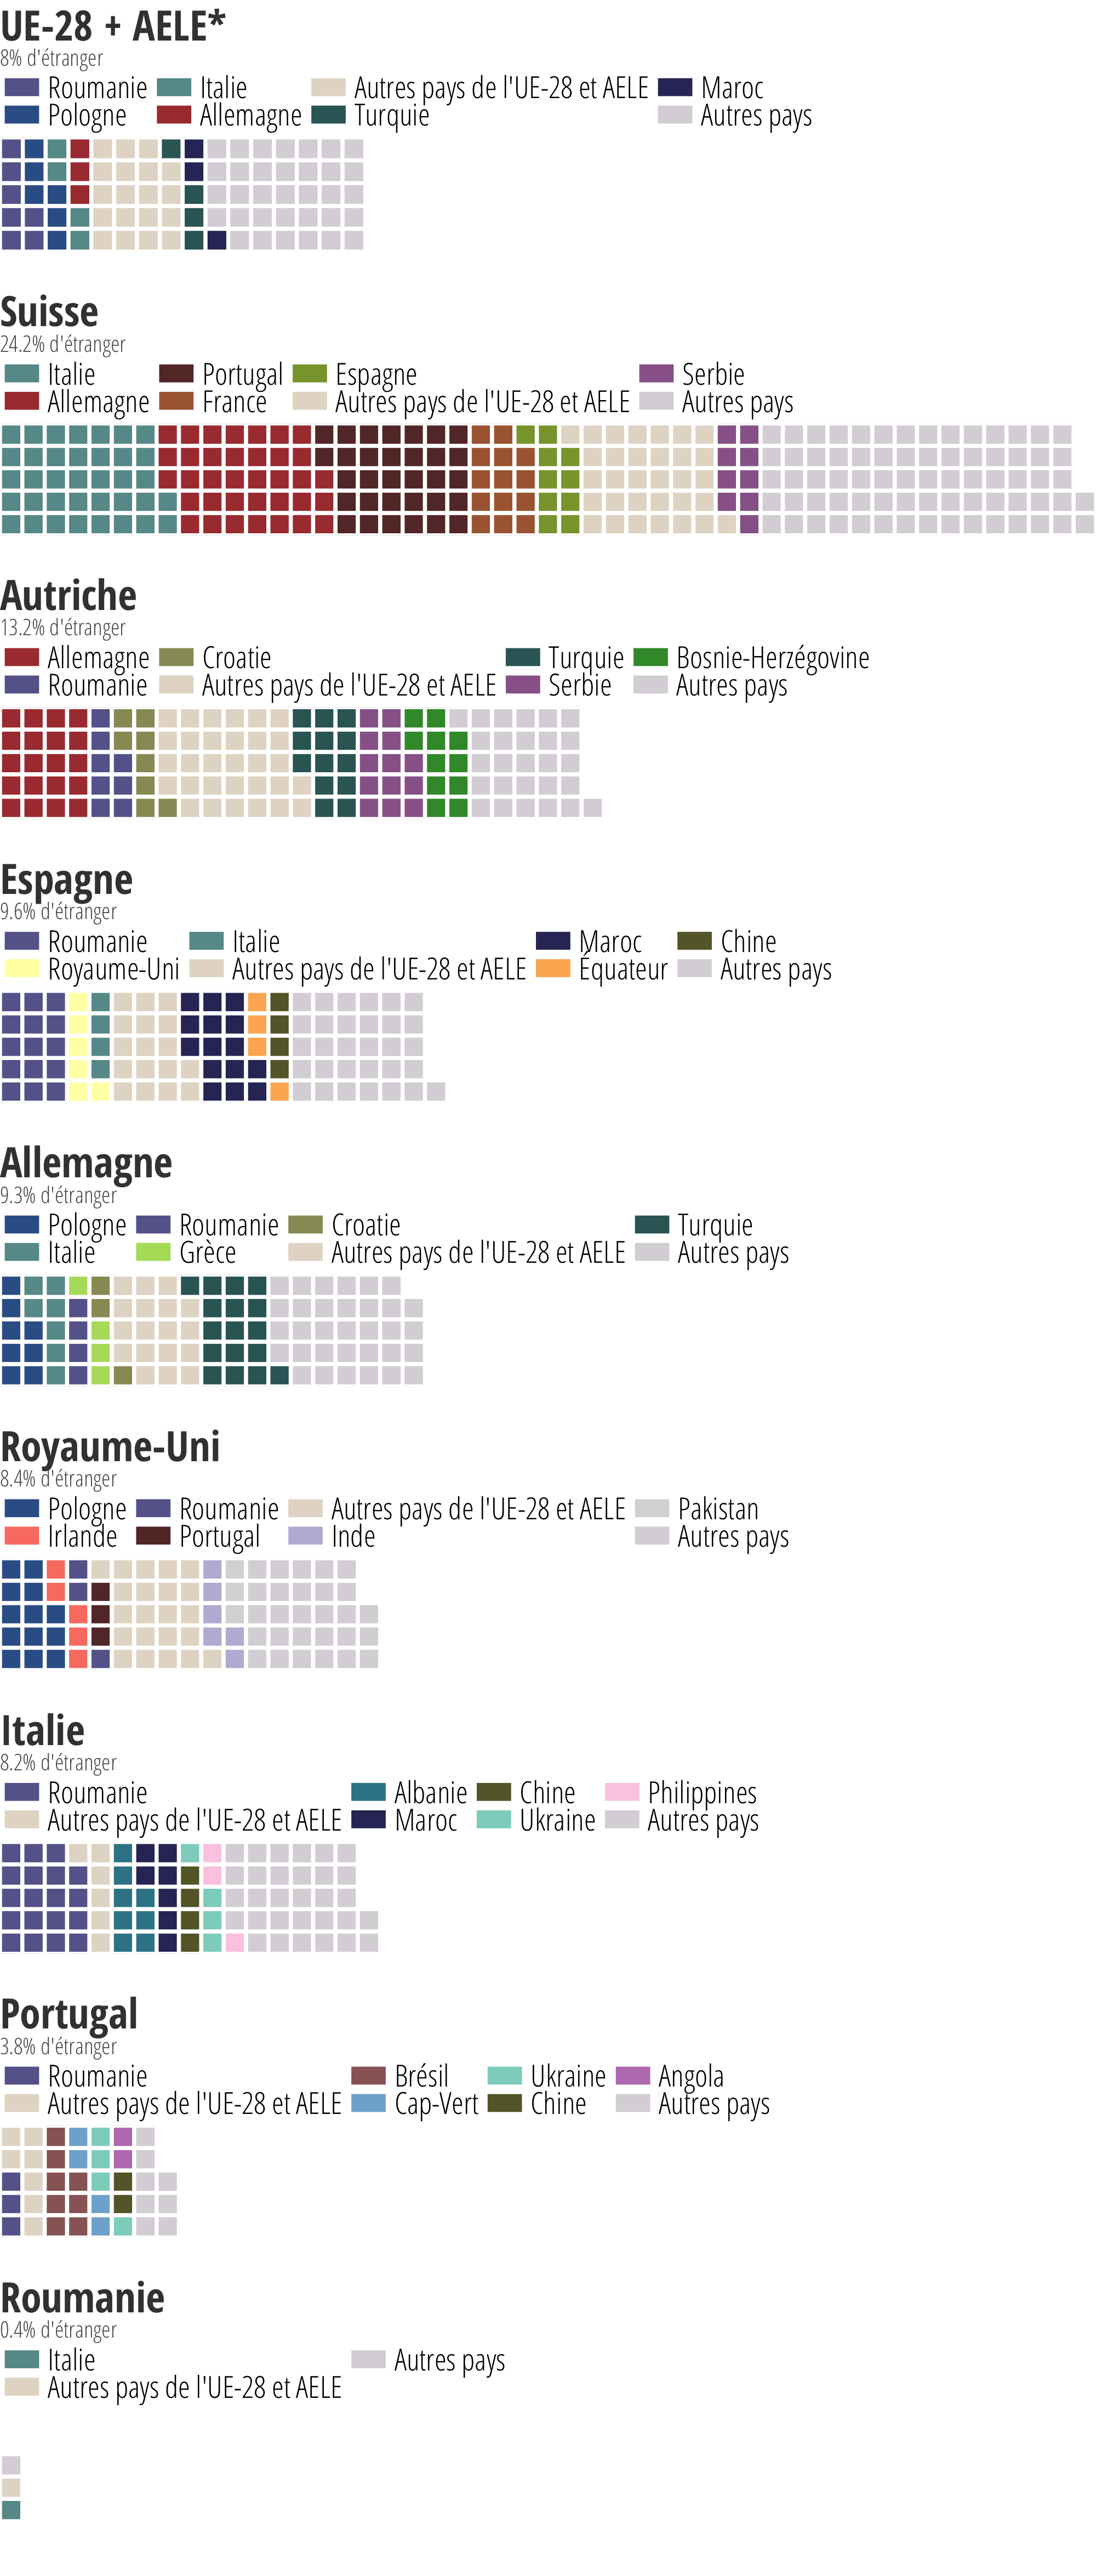 UE-28 + AELE*
8% d'étranger
Roumanie Italie Autres pays de l'UE-28 et AELE Maroc
Pologne Allemagne Turquie Autres pays
Suisse
24.2% d'étranger
Italie Portugal Espagne Serbie
Allemagne France Autres pays de l'UE-28 et AELE Autres pays
Autriche
13.2% d'étranger
Allemagne Croatie Turquie Bosnie-Herzégovine
Roumanie Autres pays de l'UE-28 et AELE Serbie Autres pays
Espagne
9.6% d'étranger
Roumanie Italie Maroc Chine
Royaume-Uni Autres pays de l'UE-28 et AELE Équateur Autres pays
Allemagne
9.3% d'étranger
Pologne Roumanie Croatie Turquie
Italie Grèce Autres pays de l'UE-28 et AELE Autres pays
Royaume-Uni
8.4% d'étranger
Pologne Roumanie Autres pays de l'UE-28 et AELE Pakistan
Irlande Portugal Inde Autres pays
Italie
8.2% d'étranger
Roumanie Albanie Chine Philippines
Autres pays de l'UE-28 et AELE Maroc Ukraine Autres pays
Portugal
3.8% d'étranger
Roumanie Brésil Ukraine Angola
Autres pays de l'UE-28 et AELE Cap-Vert Chine Autres pays
Roumanie
0.4% d'étranger
Italie Autres pays
Autres pays de l'UE-28 et AELE